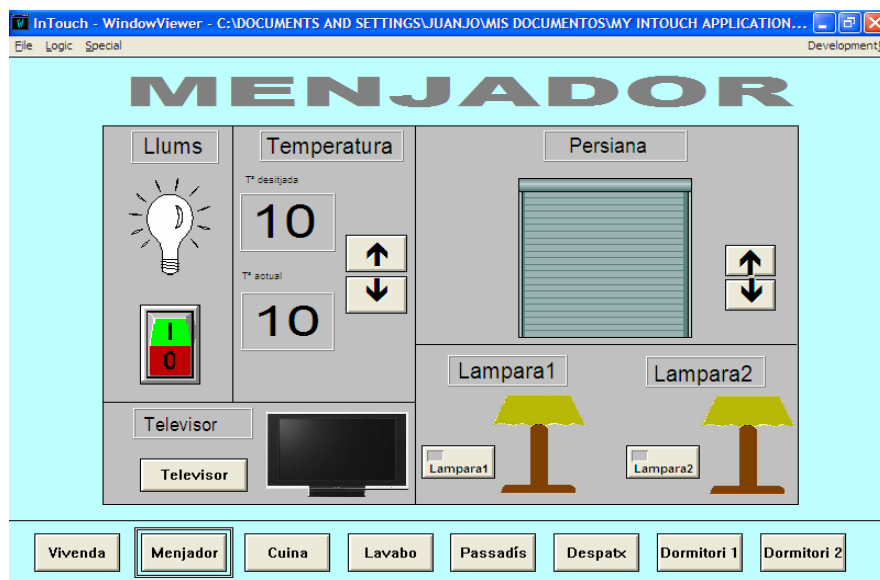 InTouch - WindowViewer - C:\DOCUMENTS AND SETTINGS\JUANJO\MIS DOCUMENTOS\MY INTOUCH APPLICATION...
File Logic Special Development!
MENJADOR
Llums
Temperatura
Persiana
Tª desitjada
10
Tª actual
10
I
0
Lampara1
Lampara2
Televisor
Televisor
Lampara1
Lampara2
Vivenda Menjador Cuina Lavabo Passadís Despatx Dormitori 1 Dormitori 2